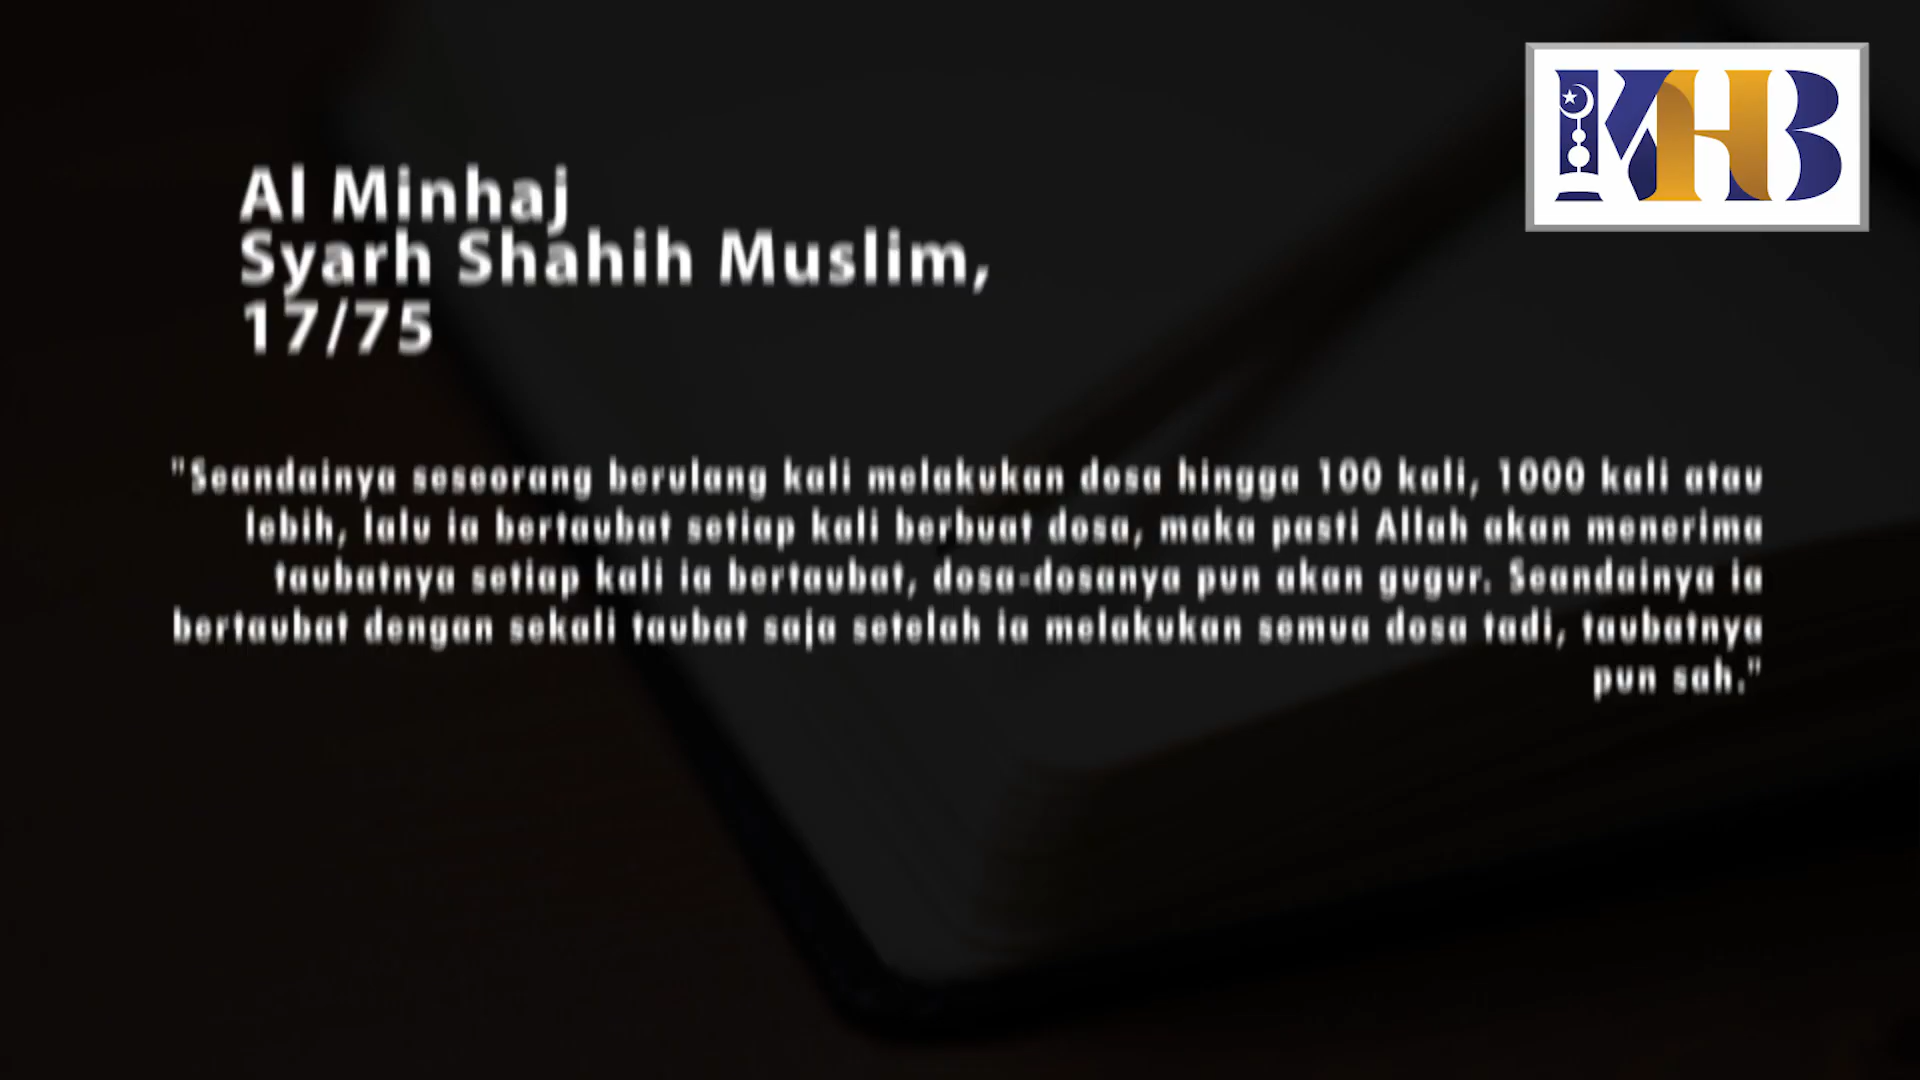 KHB
Al Minhaj
Syarh Shahih Muslim,
17/75
"Seandainya seseorang berulang kali melakukan dosa hingga 100 kali, 1000 kali atau
lebih, lalu ia bertaubat setiap kali berbuat dosa, maka pasti Allah akan menerima
taubatnya setiap kali ia bertaubat, dosa-dosanya pun akan gugur. Seandainya ia
bertaubat dengan sekali taubat saja setelah ia melakukan semua dosa tadi, taubatnya
pun sah."